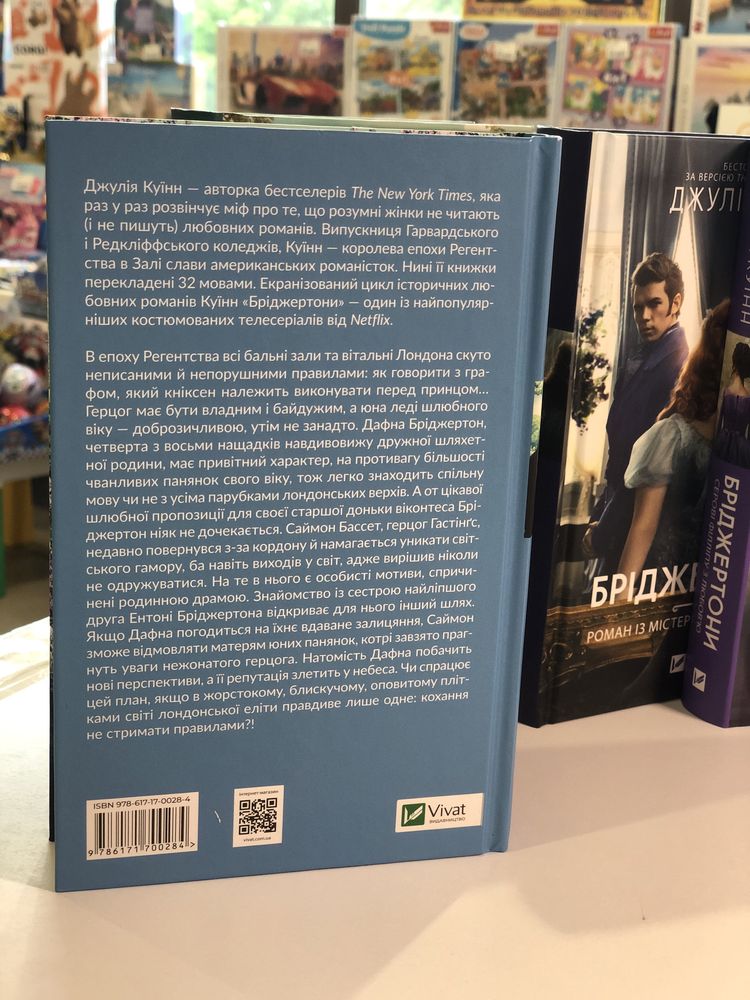 Джулія Куїнн — авторка бестселерів The New York Times, яка
раз у раз розвінчує міф про те, що розумні жінки не читають
(і не пишуть) любовних романів. Випускниця Гарвардського
і Редкліффського коледжів, Куїнн — королева епохи Регент-
ства в Залі слави американських романісток. Нині її книжки
перекладені 32 мовами. Екранізований цикл історичних лю-
бовних романів Куїнн «Бріджертони» — один із найпопуляр-
ніших костюмованих телесеріалів від Netflix.
В епоху Регентства всі бальні зали та вітальні Лондона скуто
неписаними й непорушними правилами: як говорити з гра-
фом, який кніксен належить виконувати перед принцом...
Герцог має бути владним і байдужим, а юна леді шлюбного
віку — доброзичливою, утім не занадто. Дафна Бріджертон,
четверта з восьми нащадків навдивовижу дружної шляхет-
ної родини, має привітний характер, на противагу більшості
чванливих панянок свого віку, тож легко знаходить спільну
мову чи не з усіма парубками лондонських верхів. А от цікавої
шлюбної пропозиції для своєї старшої доньки віконтеса Брі-
джертон ніяк не дочекається. Саймон Бассет, герцог Гастінґс,
недавно повернувся з-за кордону й намагається уникати світ-
ського гамору, ба навіть виходів у світ, адже вирішив ніколи
не одружуватися. На те в нього є особисті мотиви, спричи-
нені родинною драмою. Знайомство із сестрою найліпшого
друга Ентоні Бріджертона відкриває для нього інший шлях.
Якщо Дафна погодиться на їхнє вдаване залицяння, Саймон
зможе відмовляти матерям юних панянок, котрі завзято праг-
нуть уваги нежонатого герцога. Натомість Дафна побачить
нові перспективи, а її репутація злетить у небеса. Чи спрацює
цей план, якщо в жорстокому, блискучому, оповитому пліт-
ками світі лондонської еліти правдиве лише одне: кохання
не стримати правилами?!
ISBN 978-617-17-0028-4
9 786171 700284 >
інтернет-магазин
vivat.com.ua
Vivat
ВИДАВНИЦТВО
БЕСТС
ЗА ВЕРСІЄЮ TH
ДЖУЛІ
БРІДЖЕ
РОМАН ІЗ МІСТЕР
БРІДЖЕРТОНИ